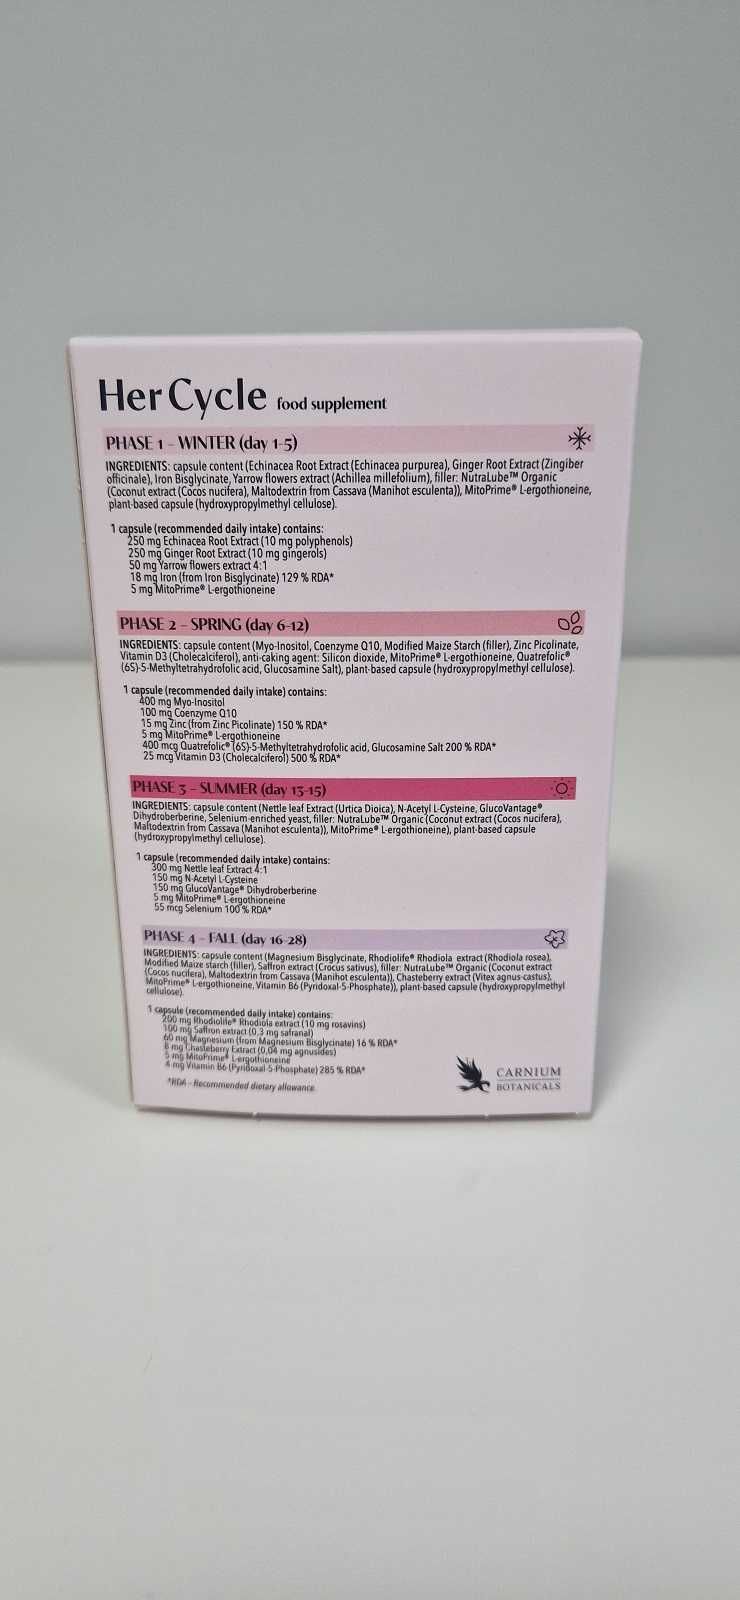 HerCycle food supplement
PHASE 1 – WINTER (day 1-5)
INGREDIENTS: capsule content (Echinacea Root Extract (Echinacea purpurea), Ginger Root Extract (Zingiber
officinale), Iron Bisglycinate, Yarrow flowers extract (Achillea millefolium), filler: NutraLube™ Organic
(Coconut extract (Cocos nucifera), Maltodextrin from Cassava (Manihot esculenta)), MitoPrime® L-ergothioneine,
plant-based capsule (hydroxypropylmethyl cellulose).
1 capsule (recommended daily intake) contains:
250 mg Echinacea Root Extract (10 mg polyphenols)
250 mg Ginger Root Extract (10 mg gingerols)
50 mg Yarrow flowers extract 4:1
18 mg Iron (from Iron Bisglycinate) 129 % RDA*
5 mg MitoPrime® L-ergothioneine
PHASE 2 – SPRING (day 6-12)
INGREDIENTS: capsule content (Myo-Inositol, Coenzyme Q10, Modified Maize Starch (filler), Zinc Picolinate,
Vitamin D3 (Cholecalciferol), anti-caking agent: Silicon dioxide, MitoPrime® L-ergothioneine, Quatrefolic®
(6S)-5-Methyltetrahydrofolic acid, Glucosamine Salt), plant-based capsule (hydroxypropylmethyl cellulose).
1 capsule (recommended daily intake) contains:
400 mg Myo-Inositol
100 mg Coenzyme Q10
15 mg Zinc (from Zinc Picolinate) 150 % RDA*
5 mg MitoPrime® L-ergothioneine
400 mcg Quatrefolic® (6S)-5-Methyltetrahydrofolic acid, Glucosamine Salt 200 % RDA*
25 mcg Vitamin D3 (Cholecalciferol) 500 % RDA*
PHASE 3 – SUMMER (day 13-15)
INGREDIENTS: capsule content (Nettle leaf Extract (Urtica Dioica), N-Acetyl L-Cysteine, GlucoVantage®
Dihydroberberine, Selenium-enriched yeast, filler: NutraLube™ Organic (Coconut extract (Cocos nucifera),
Maltodextrin from Cassava (Manihot esculenta)), MitoPrime® L-ergothioneine), plant-based capsule
(hydroxypropylmethyl cellulose).
1 capsule (recommended daily intake) contains:
300 mg Nettle leaf Extract 4:1
150 mg N-Acetyl L-Cysteine
150 mg GlucoVantage® Dihydroberberine
5 mg MitoPrime® L-ergothioneine
55 mcg Selenium 100 % RDA*
PHASE 4 – FALL (day 16-28)
INGREDIENTS: capsule content (Magnesium Bisglycinate, Rhodiolife® Rhodiola extract (Rhodiola rosea),
Modified Maize starch (filler), Saffron extract (Crocus sativus), filler: NutraLube™ Organic (Coconut extract
(Cocos nucifera), Maltodextrin from Cassava (Manihot esculenta)), Chasteberry extract (Vitex agnus-castus),
MitoPrime® L-ergothioneine, Vitamin B6 (Pyridoxal-5-Phosphate)), plant-based capsule (hydroxypropylmethyl
cellulose).
1 capsule (recommended daily intake) contains:
200 mg Rhodiolife® Rhodiola extract (10 mg rosavins)
100 mg Saffron extract (0,3 mg safranal)
60 mg Magnesium (from Magnesium Bisglycinate) 16 % RDA*
8 mg Chasteberry Extract (0,04 mg agnusides)
5 mg MitoPrime® L-ergothioneine
4 mg Vitamin B6 (Pyridoxal-5-Phosphate) 285 % RDA*
*RDA – Recommended dietary allowance.
CARNIUM
BOTANICALS